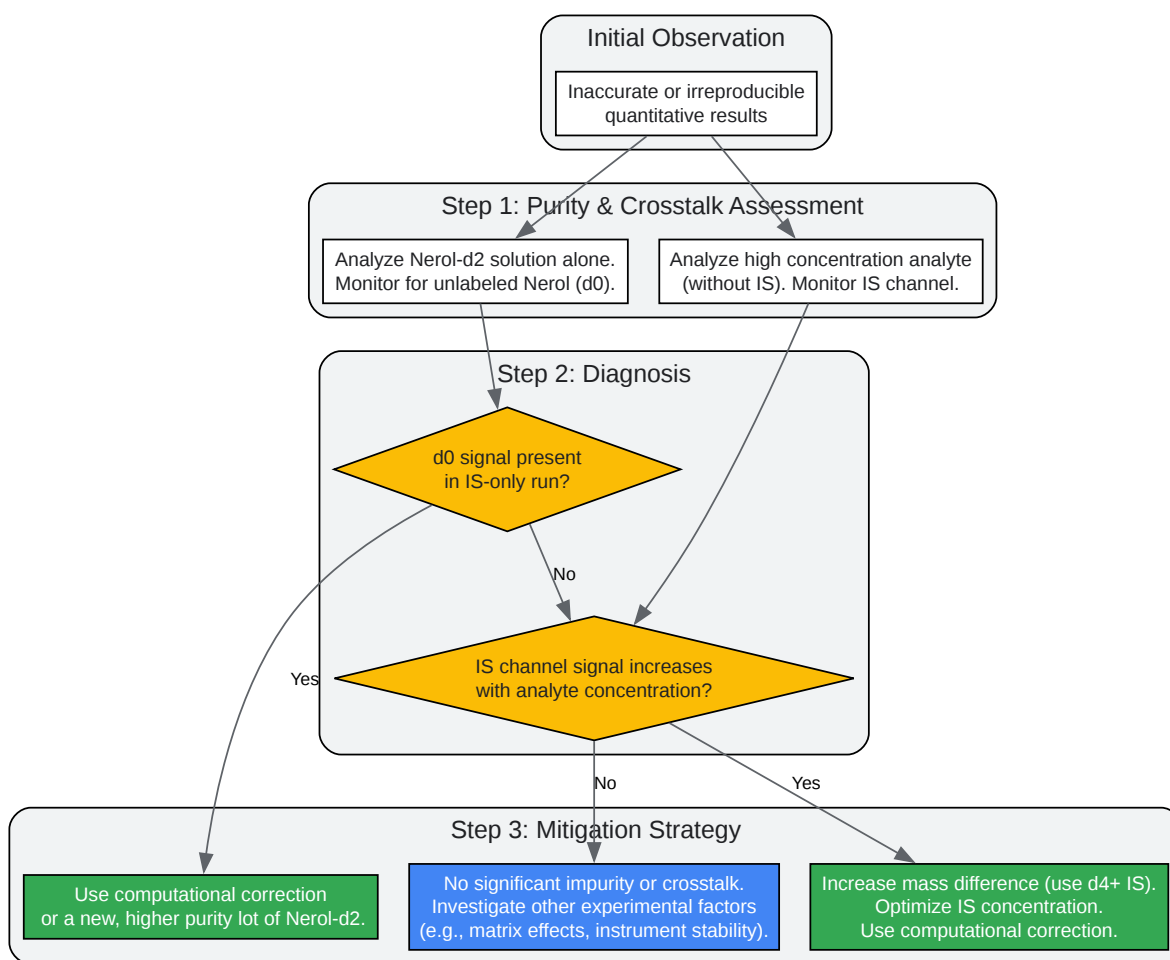 Initial Observation
Inaccurate or irreproducible
quantitative results
Step 1: Purity & Crosstalk Assessment
Analyze Nerol-d2 solution alone.
Monitor for unlabeled Nerol (d0).
Analyze high concentration analyte
(without IS). Monitor IS channel.
Step 2: Diagnosis
d0 signal present
in IS-only run?
No
Yes
IS channel signal increases
with analyte concentration?
No
Yes
Step 3: Mitigation Strategy
Use computational correction
or a new, higher purity lot of Nerol-d2.
No significant impurity or crosstalk.
Investigate other experimental factors
(e.g., matrix effects, instrument stability).
Increase mass difference (use d4+ IS).
Optimize IS concentration.
Use computational correction.